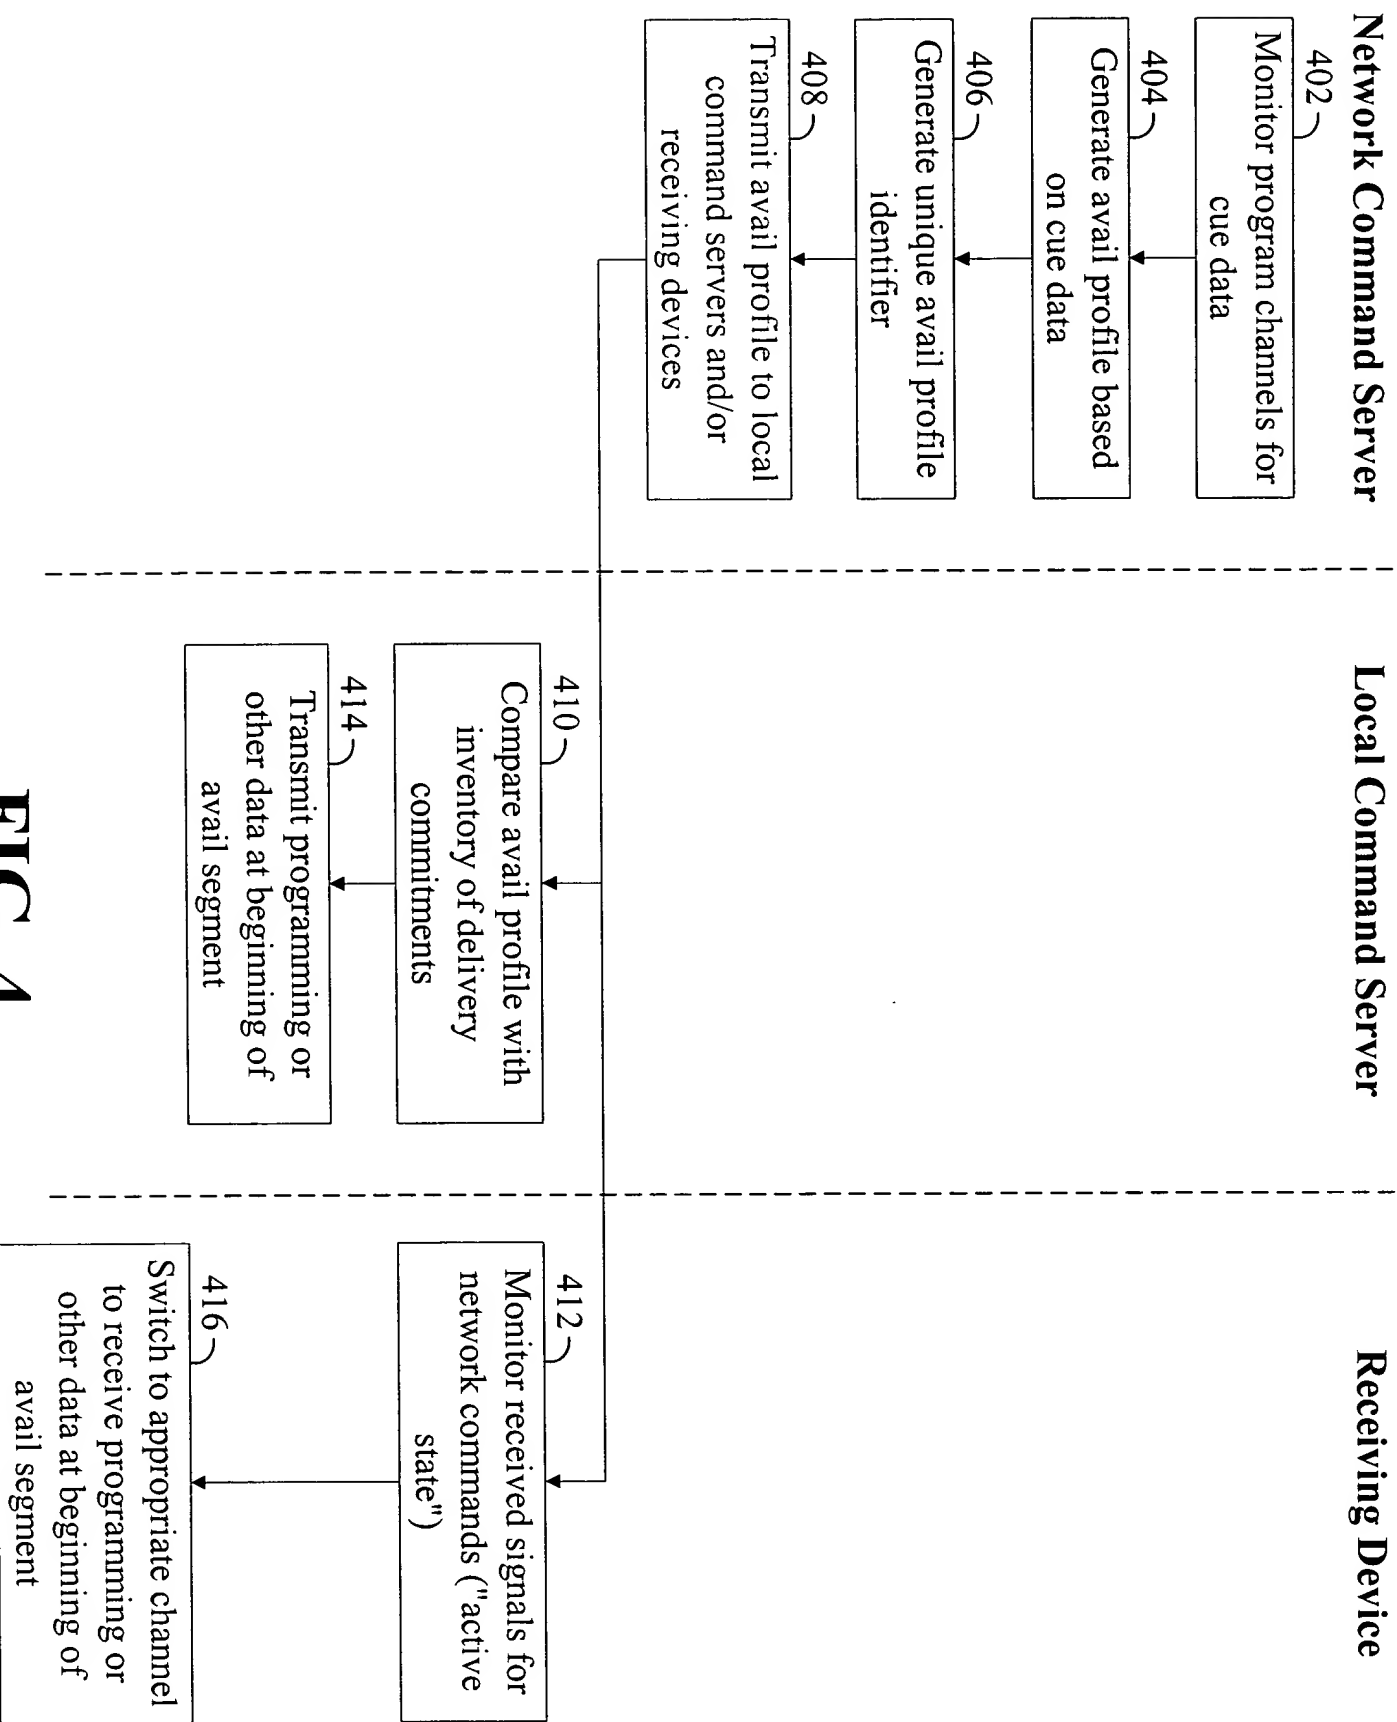 Network Command Server
402
Monitor program channels for
cue data
404
Generate avail profile based
on cue data
406
Generate unique avail profile
identifier
408
Transmit avail profile to local
command servers and/or
receiving devices
Local Command Server
410
Compare avail profile with
inventory of delivery
commitments
414
Transmit programming or
other data at beginning of
avail segment
Receiving Device
412
Monitor received signals for
network commands ("active
state")
416
Switch to appropriate channel
to receive programming or
other data at beginning of
avail segment
FIG. 4